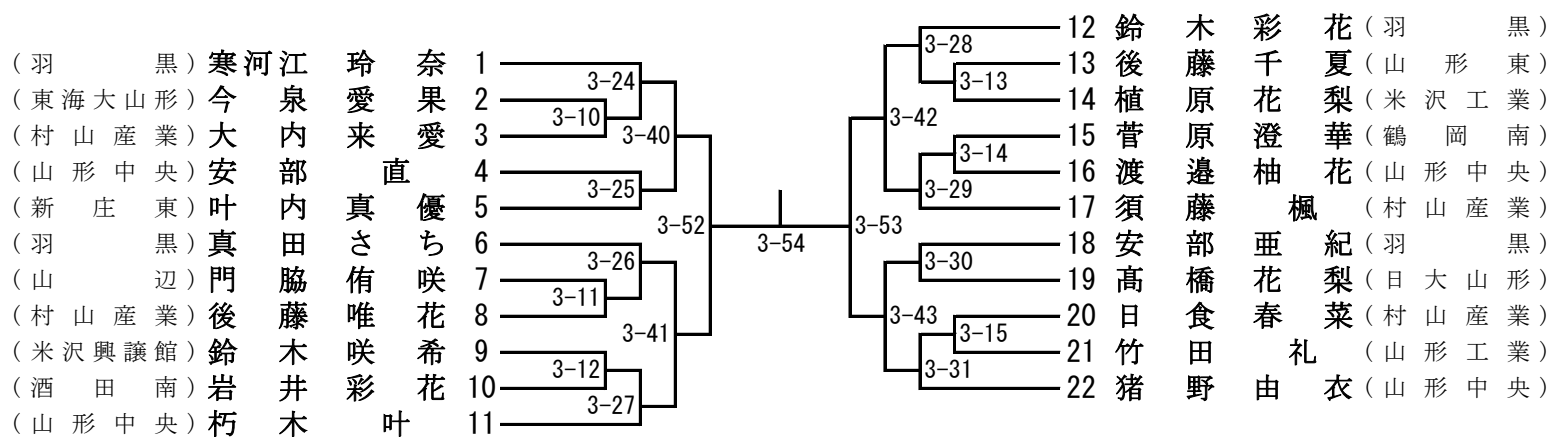 (羽黒) 寒河江 玲奈 1
(東海大山形) 今泉愛果 2
(村山産業) 大内来愛 3
(山形中央) 安部直 4
(新庄東) 叶内真優 5
(羽黒) 真田さち 6
(山辺) 門脇侑咲 7
(村山産業) 後藤唯花 8
(米沢興譲館) 鈴木咲希 9
(酒田南) 岩井彩花 10
(山形中央) 朽木叶 11
3-24
3-10
3-40
3-25
3-52
3-26
3-11
3-41
3-12
3-27
3-54
3-28
3-13
3-42
3-14
3-29
3-53
3-30
3-43
3-15
3-31
12 鈴木彩花 (羽黒)
13 後藤千夏 (山形東)
14 植原花梨 (米沢工業)
15 菅原澄華 (鶴岡南)
16 渡邉柚花 (山形中央)
17 須藤楓 (村山産業)
18 安部亜紀 (羽黒)
19 髙橋花梨 (日大山形)
20 日食春菜 (村山産業)
21 竹田礼 (山形工業)
22 猪野由衣 (山形中央)